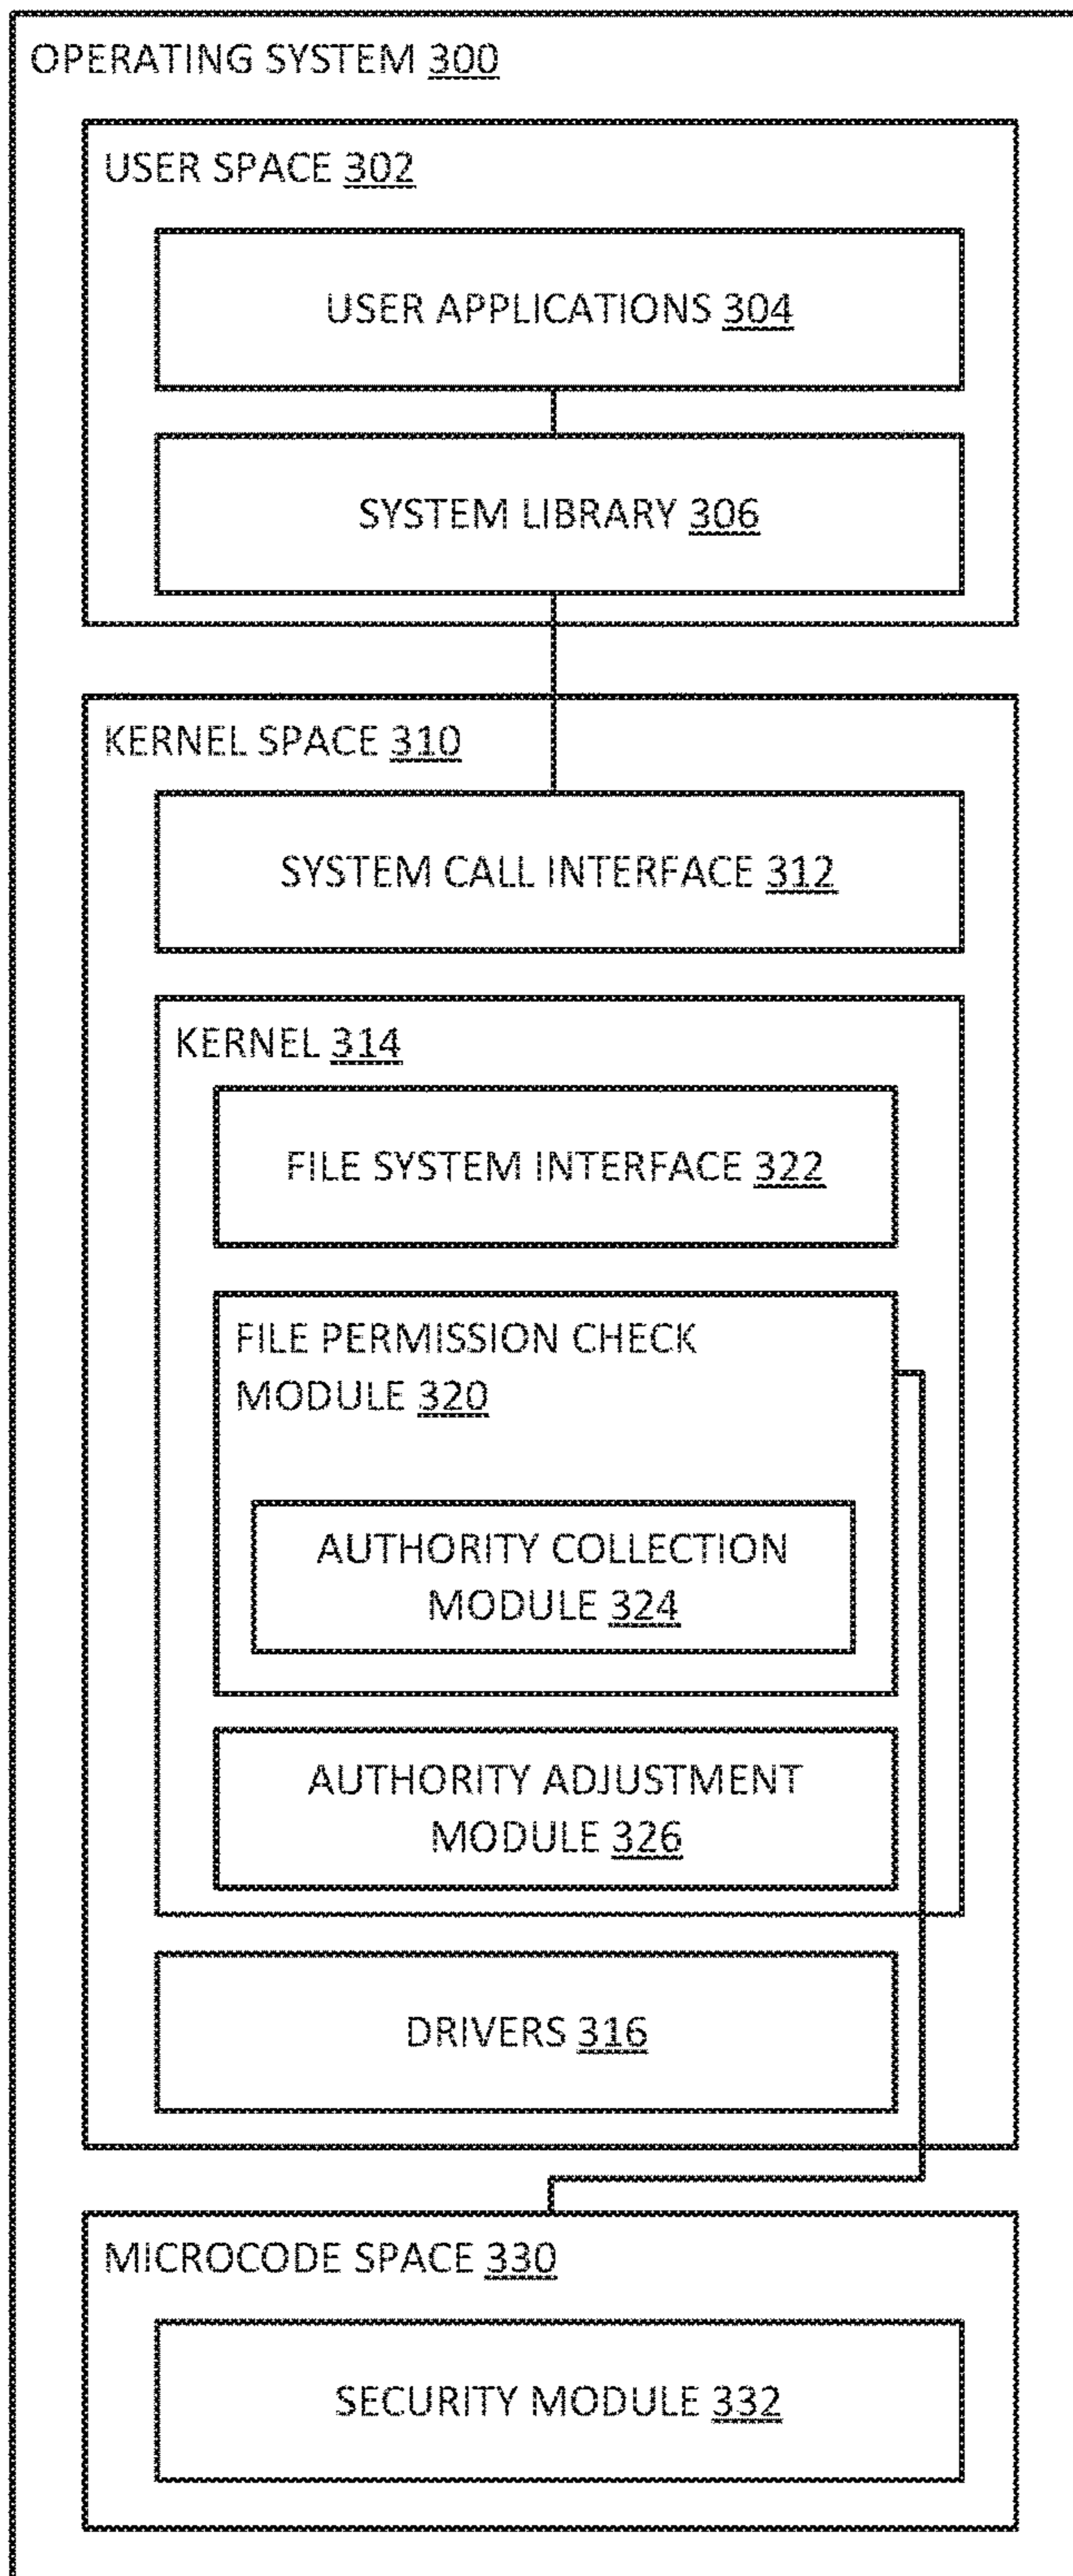 OPERATING SYSTEM 300
USER SPACE 302
USER APPLICATIONS 304
SYSTEM LIBRARY 306
KERNEL SPACE 310
SYSTEM CALL INTERFACE 312
KERNEL 314
FILE SYSTEM INTERFACE 322
FILE PERMISSION CHECK
MODULE 320
AUTHORITY COLLECTION
MODULE 324
AUTHORITY ADJUSTMENT
MODULE 326
DRIVERS 316
MICROCODE SPACE 330
SECURITY MODULE 332